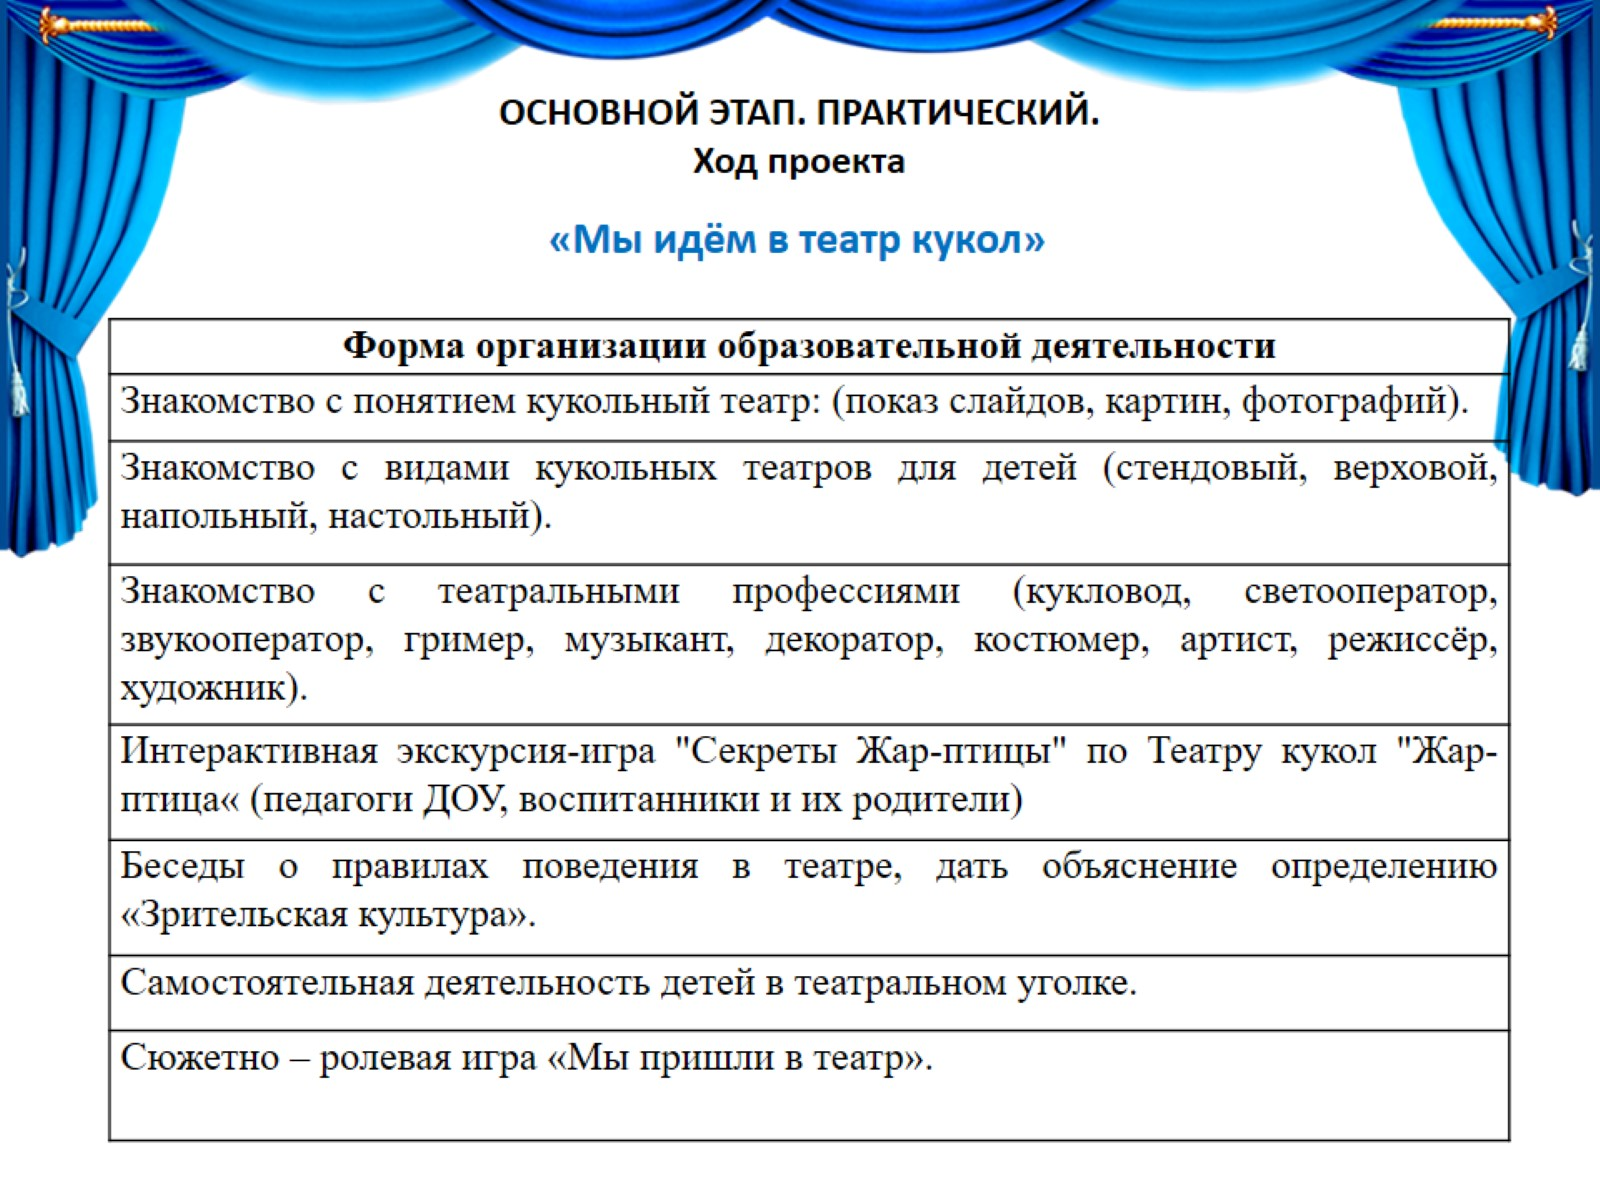 ОСНОВНОЙ ЭТАП. ПРАКТИЧЕСКИЙ.
Ход проекта
«Мы идём в театр кукол»
Форма организации образовательной деятельности
Знакомство с понятием кукольный театр: (показ слайдов, картин, фотографий).
Знакомство с видами кукольных театров для детей (стендовый, верховой,
напольный, настольный).
Знакомство с театральными профессиями (кукловод, светооператор,
звукооператор, гример, музыкант, декоратор, костюмер, артист, режиссёр,
художник).
Интерактивная экскурсия-игра "Секреты Жар-птицы" по Театру кукол "Жар-
птица« (педагоги ДОУ, воспитанники и их родители)
Беседы о правилах поведения в театре, дать объяснение определению
«Зрительская культура».
Самостоятельная деятельность детей в театральном уголке.
Сюжетно – ролевая игра «Мы пришли в театр».